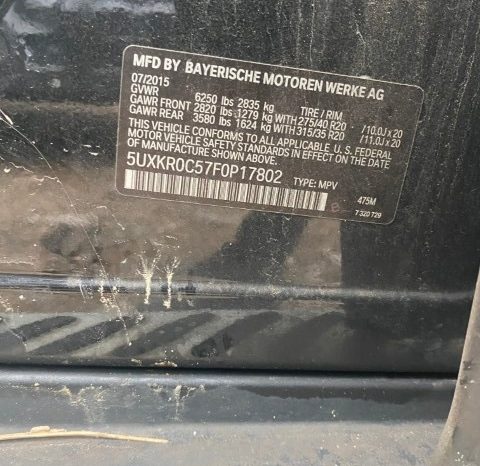 MFD BY BAYERISCHE MOTOREN WERKE AG
07/2015
GVWR 6250 lbs 2835 kg TIRE / RIM
GAWR FRONT 2820 lbs 1279 kg WITH 275/40 R20 /10.0J x 20
GAWR REAR 3580 lbs 1624 kg WITH 315/35 R20 /11.0J x 20
THIS VEHICLE CONFORMS TO ALL APPLICABLE U. S. FEDERAL
MOTOR VEHICLE SAFETY STANDARDS IN EFFECT ON THE DATE
OF MANUFACTURE SHOWN ABOVE.
5UXKR0C57F0P17802 TYPE: MPV 475M
7 320 729